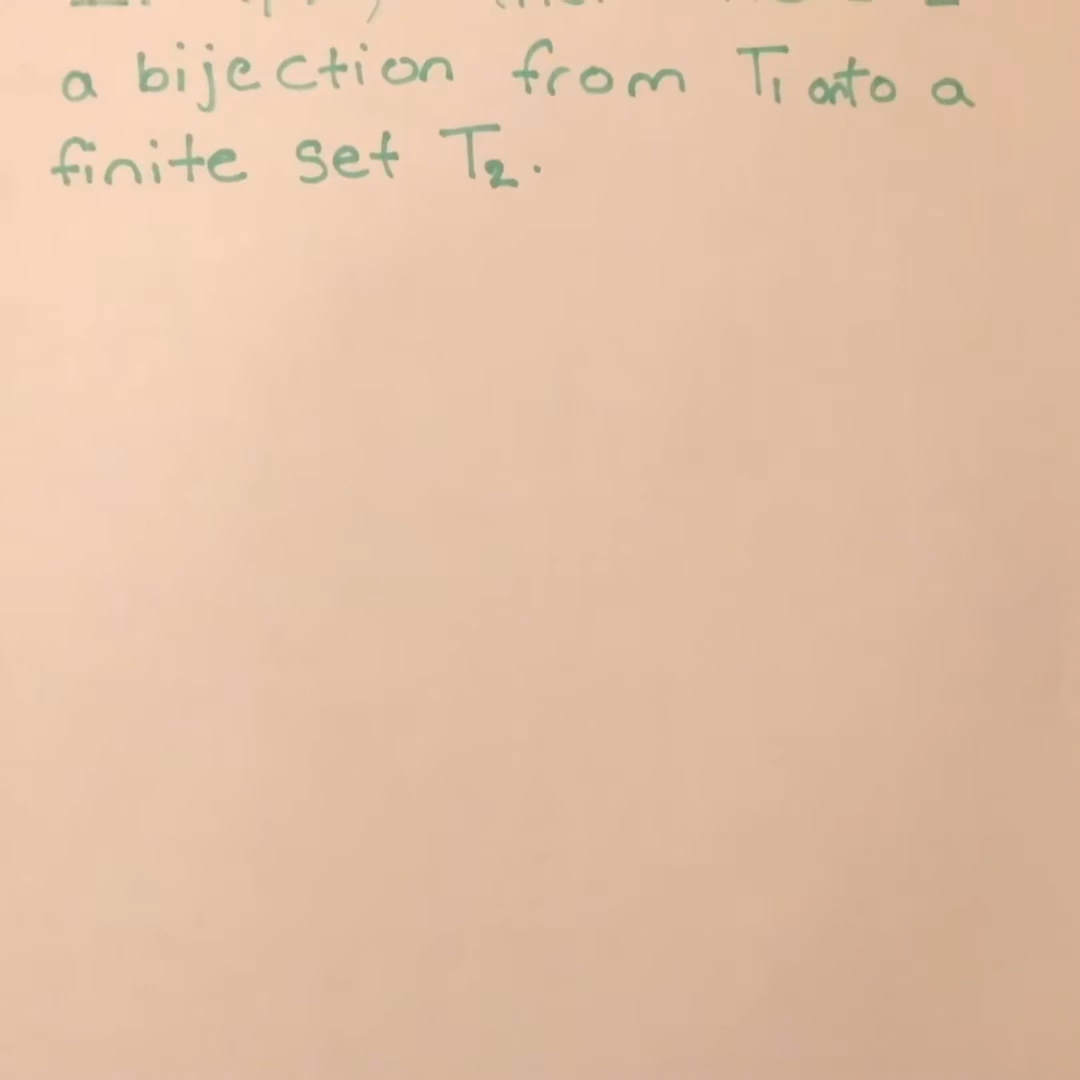 a bijection from T₁ onto a
finite set T₂.